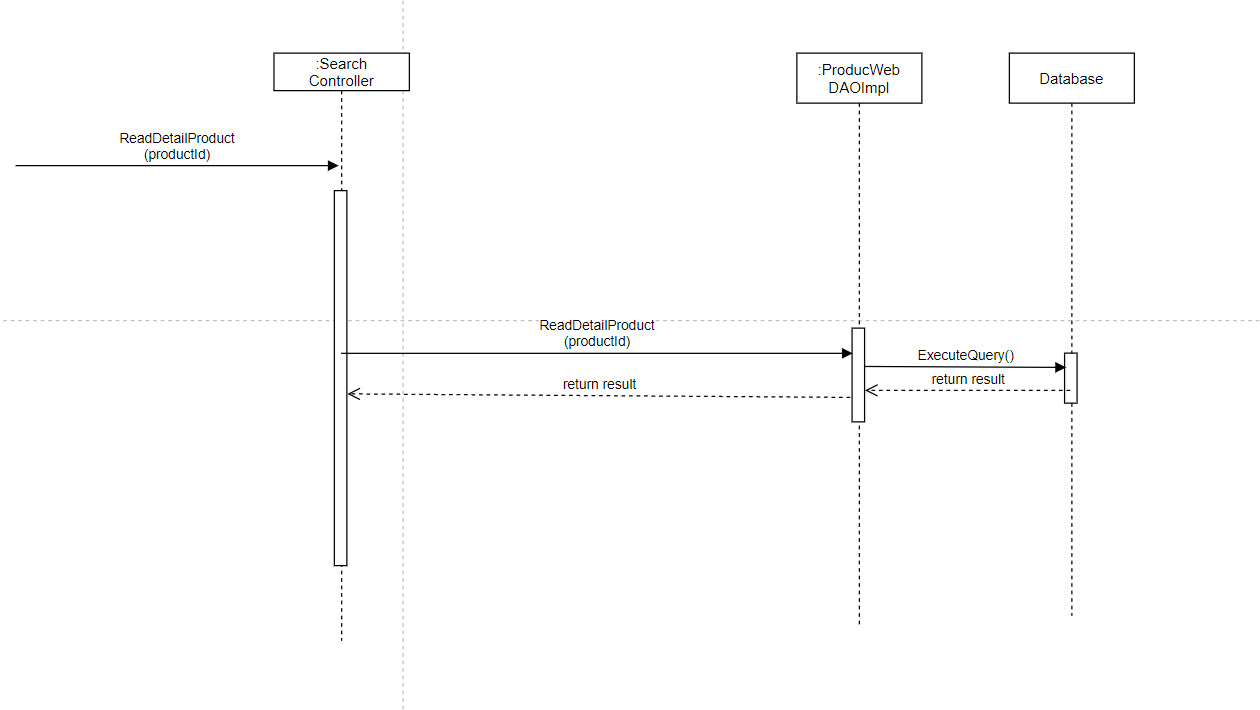 :Search
Controller
:ProducWeb
DAOImpl
Database
ReadDetailProduct
(productId)
ReadDetailProduct
(productId)
ExecuteQuery()
return result
return result